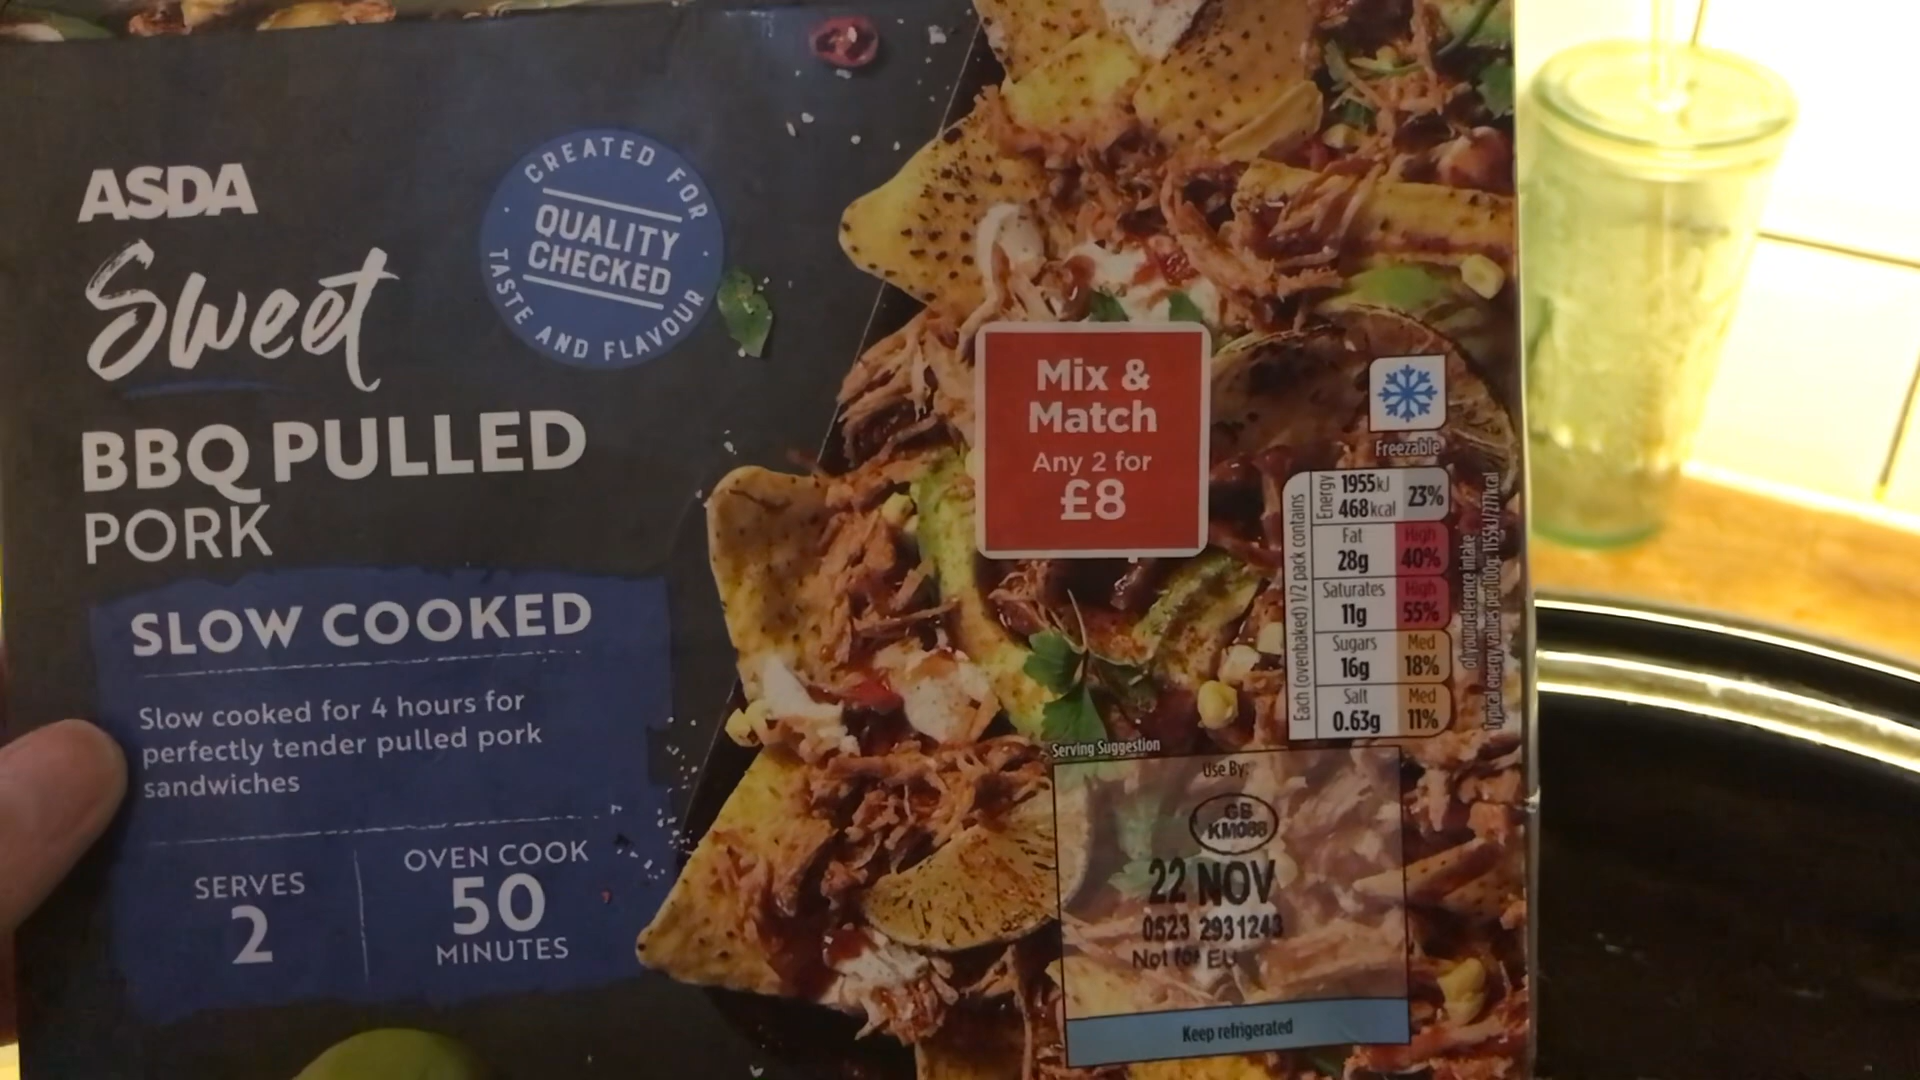 ASDA
Sweet
BBQ PULLED
PORK
CREATED FOR
QUALITY
CHECKED
TASTE AND FLAVOUR
SLOW COOKED
Slow cooked for 4 hours for
perfectly tender pulled pork
sandwiches
SERVES
2
OVEN COOK
50
MINUTES
Mix &
Match
Any 2 for
£8
Freezable
Each (ovenbaked) 1/2 pack contains
Energy 1955kJ
468kcal 23%
Fat High
28g 40%
Saturates High
11g 55%
Sugars Med
16g 18%
Salt Med
0.63g 11%
of your reference intake
Typical energy values per 100g: 1155kJ/277kcal
Serving Suggestion
Use By:
GB
KM088
22 NOV
0523 2931243
Not for EU
Keep refrigerated